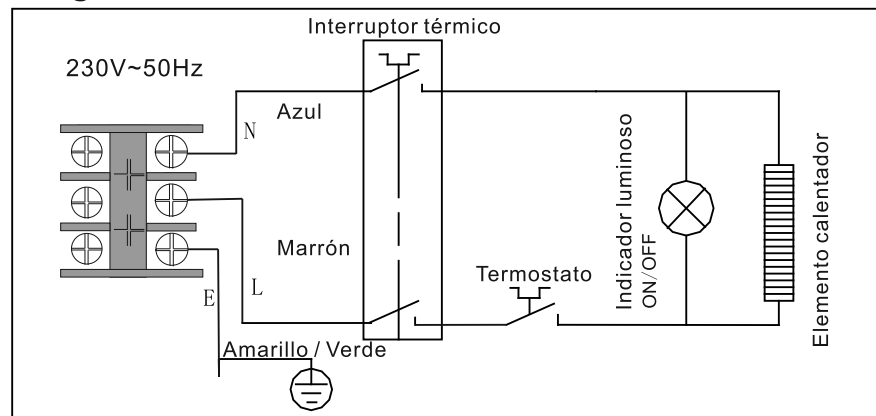 Interruptor térmico
230V~50Hz
N
Azul
Marrón
L
E
Amarillo / Verde
Termostato
Indicador luminoso
ON/OFF
Elemento calentador